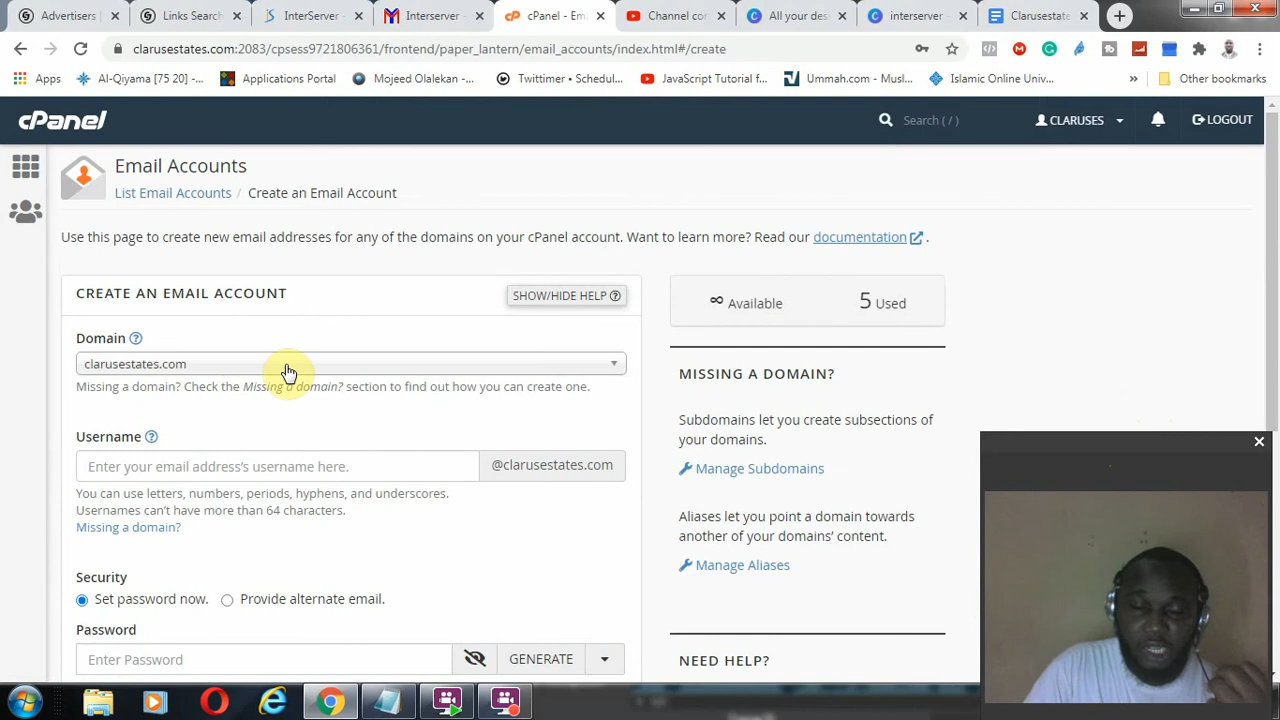 Advertisers |
Links Search
InterServer -
Interserver -
cPanel - Ema
Channel con
All your des
interserver -
Clarusestate
clarusestates.com:2083/cpsess9721806361/frontend/paper_lantern/email_accounts/index.html#/create
Apps
Al-Qiyama [75 20] -...
Applications Portal
Mojeed Olalekan -...
Twittimer • Schedul...
JavaScript Tutorial f...
Ummah.com - Musl...
Islamic Online Univ...
»
Other bookmarks
cPanel
Search ( / )
CLARUSES
LOGOUT
Email Accounts
List Email Accounts / Create an Email Account
Use this page to create new email addresses for any of the domains on your cPanel account. Want to learn more? Read our documentation .
CREATE AN EMAIL ACCOUNT
SHOW/HIDE HELP
Domain
clarusestates.com
Missing a domain? Check the Missing a domain? section to find out how you can create one.
Username
Enter your email address's username here.
@clarusestates.com
You can use letters, numbers, periods, hyphens, and underscores.
Usernames can't have more than 64 characters.
Missing a domain?
Security
Set password now.
Provide alternate email.
Password
Enter Password
GENERATE
∞ Available
5 Used
MISSING A DOMAIN?
Subdomains let you create subsections of
your domains.
Manage Subdomains
Aliases let you point a domain towards
another of your domains' content.
Manage Aliases
NEED HELP?